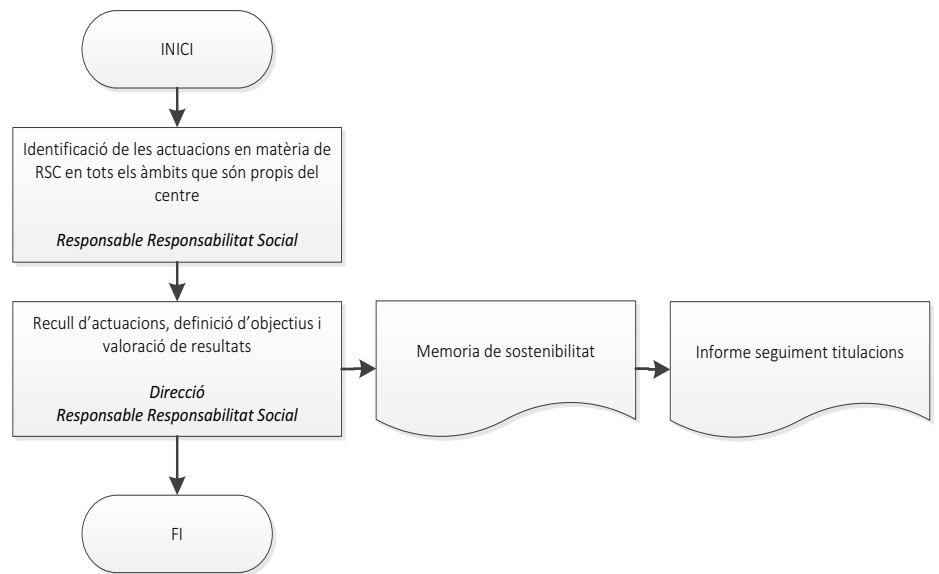 INICI
Identificació de les actuacions en matèria de
RSC en tots els àmbits que són propis del
centre
Responsable Responsabilitat Social
Recull d’actuacions, definició d’objectius i
valoració de resultats
Direcció
Responsable Responsabilitat Social
Memoria de sostenibilitat
Informe seguiment titulacions
FI